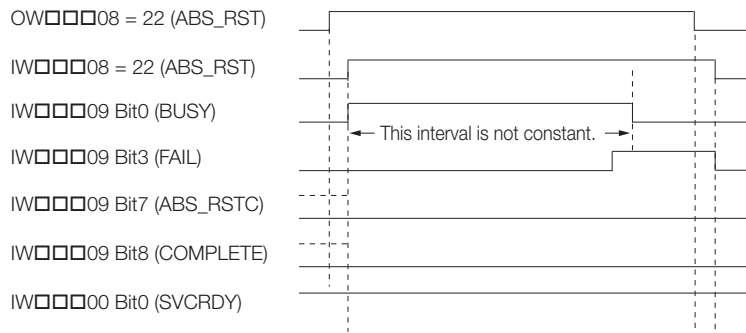 OW□□□08 = 22 (ABS_RST)
IW□□□08 = 22 (ABS_RST)
IW□□□09 Bit0 (BUSY)
This interval is not constant.
IW□□□09 Bit3 (FAIL)
IW□□□09 Bit7 (ABS_RSTC)
IW□□□09 Bit8 (COMPLETE)
IW□□□00 Bit0 (SVCRDY)